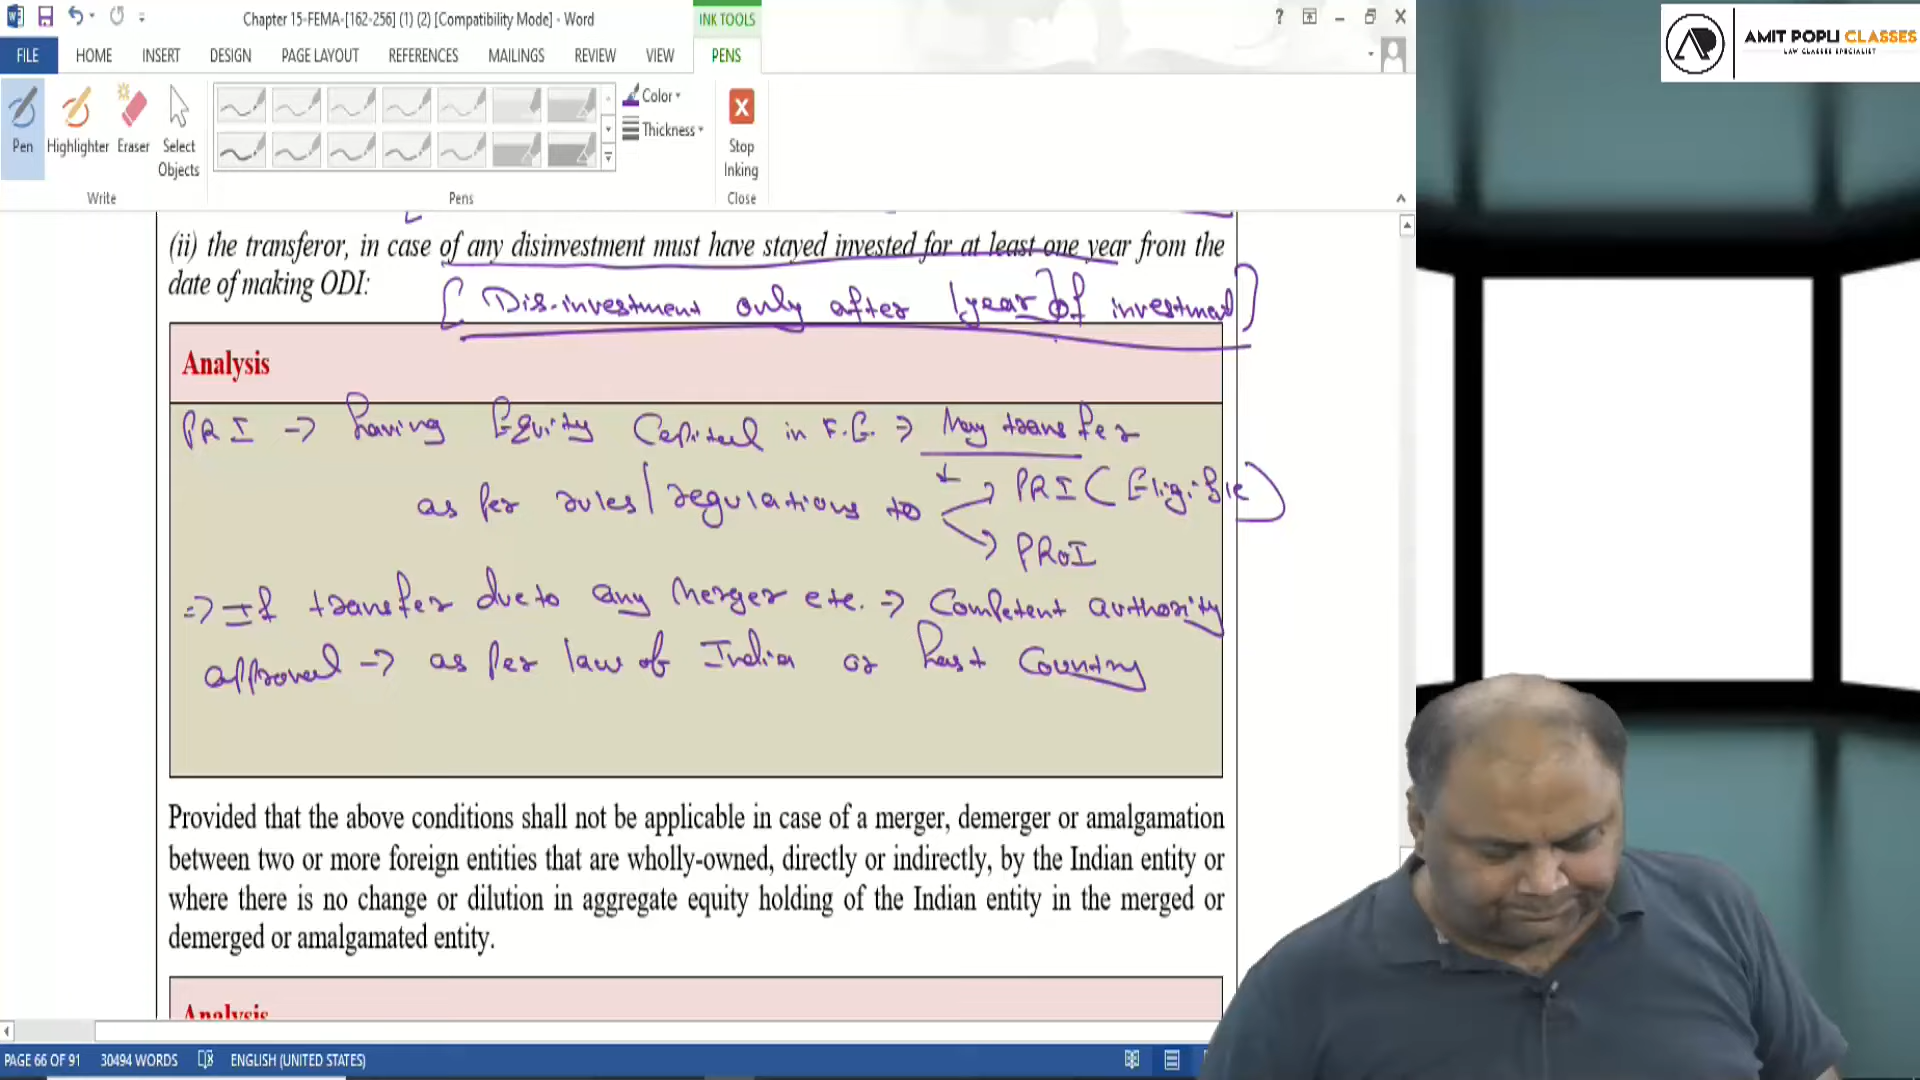 Chapter 15-FEMA-[162-256] (1) (2) [Compatibility Mode] - Word
INK TOOLS
?
AMIT POPLI CLASSES
LAW CLASSES SPECIALIST
FILE HOME INSERT DESIGN PAGE LAYOUT REFERENCES MAILINGS REVIEW VIEW PENS
Pen Highlighter Eraser Select Objects
Color
Thickness
Stop Inking
Write Pens Close
(ii) the transferor, in case of any disinvestment must have stayed invested for at least one year from the
date of making ODI:
[Dis-investment only after 1year] of investment]
Analysis
PRI -> having Equity Capital in F.E. => May transfer
as per rules/regulations to PRI (Eligible)
PROI
=> If transfer due to any Merger etc. => Competent authority
approval -> as per law of India or host Country
Provided that the above conditions shall not be applicable in case of a merger, demerger or amalgamation
between two or more foreign entities that are wholly-owned, directly or indirectly, by the Indian entity or
where there is no change or dilution in aggregate equity holding of the Indian entity in the merged or
demerged or amalgamated entity.
Analysis
PAGE 66 OF 91 30494 WORDS ENGLISH (UNITED STATES)